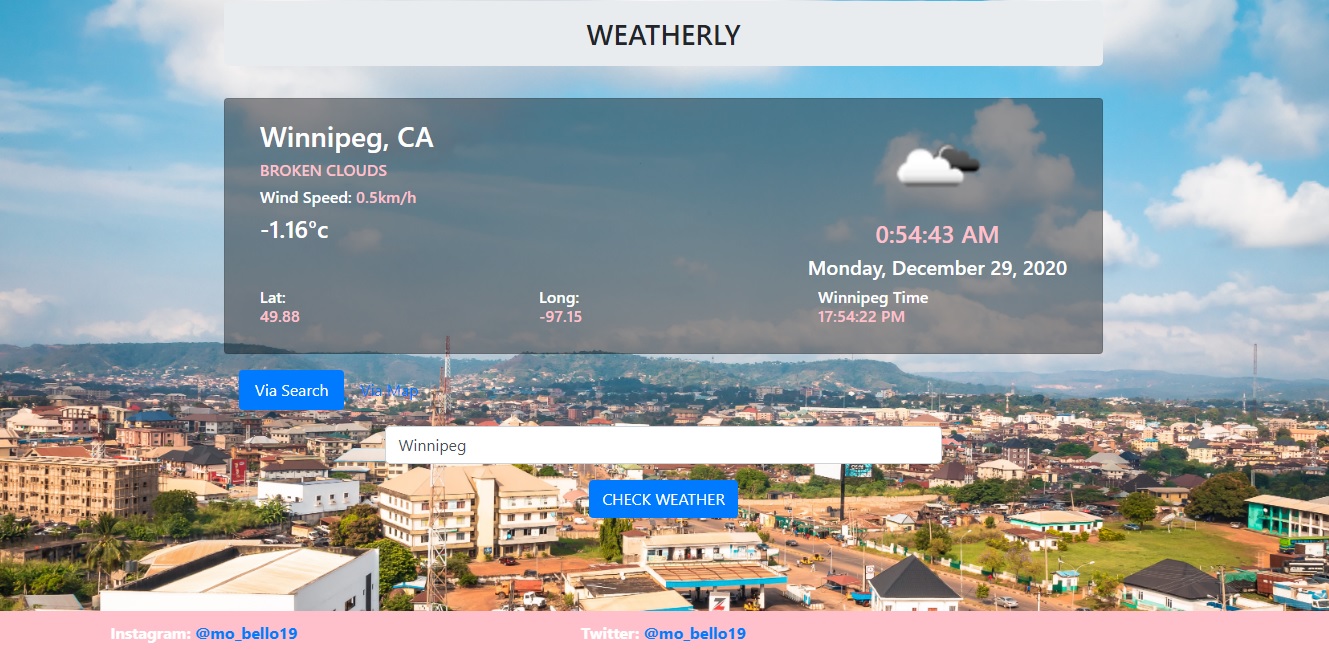 WEATHERLY
Winnipeg, CA
BROKEN CLOUDS
Wind Speed: 0.5km/h
-1.16°c
0:54:43 AM
Monday, December 29, 2020
Lat:
49.88
Long:
-97.15
Winnipeg Time
17:54:22 PM
Via Search
Via Map
Winnipeg
CHECK WEATHER
Instagram: @mo_bello19
Twitter: @mo_bello19